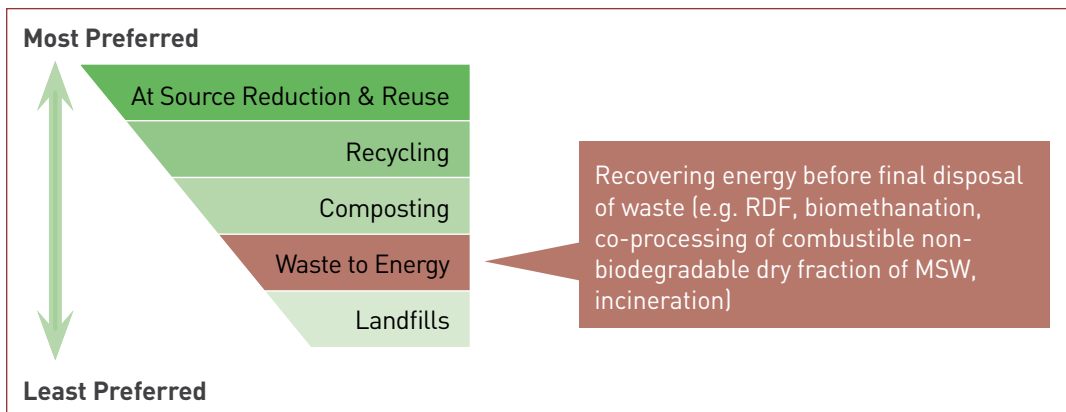 Most Preferred
At Source Reduction & Reuse
Recycling
Composting
Waste to Energy
Landfills
Least Preferred
Recovering energy before final disposal
of waste (e.g. RDF, biomethanation,
co-processing of combustible non-
biodegradable dry fraction of MSW,
incineration)